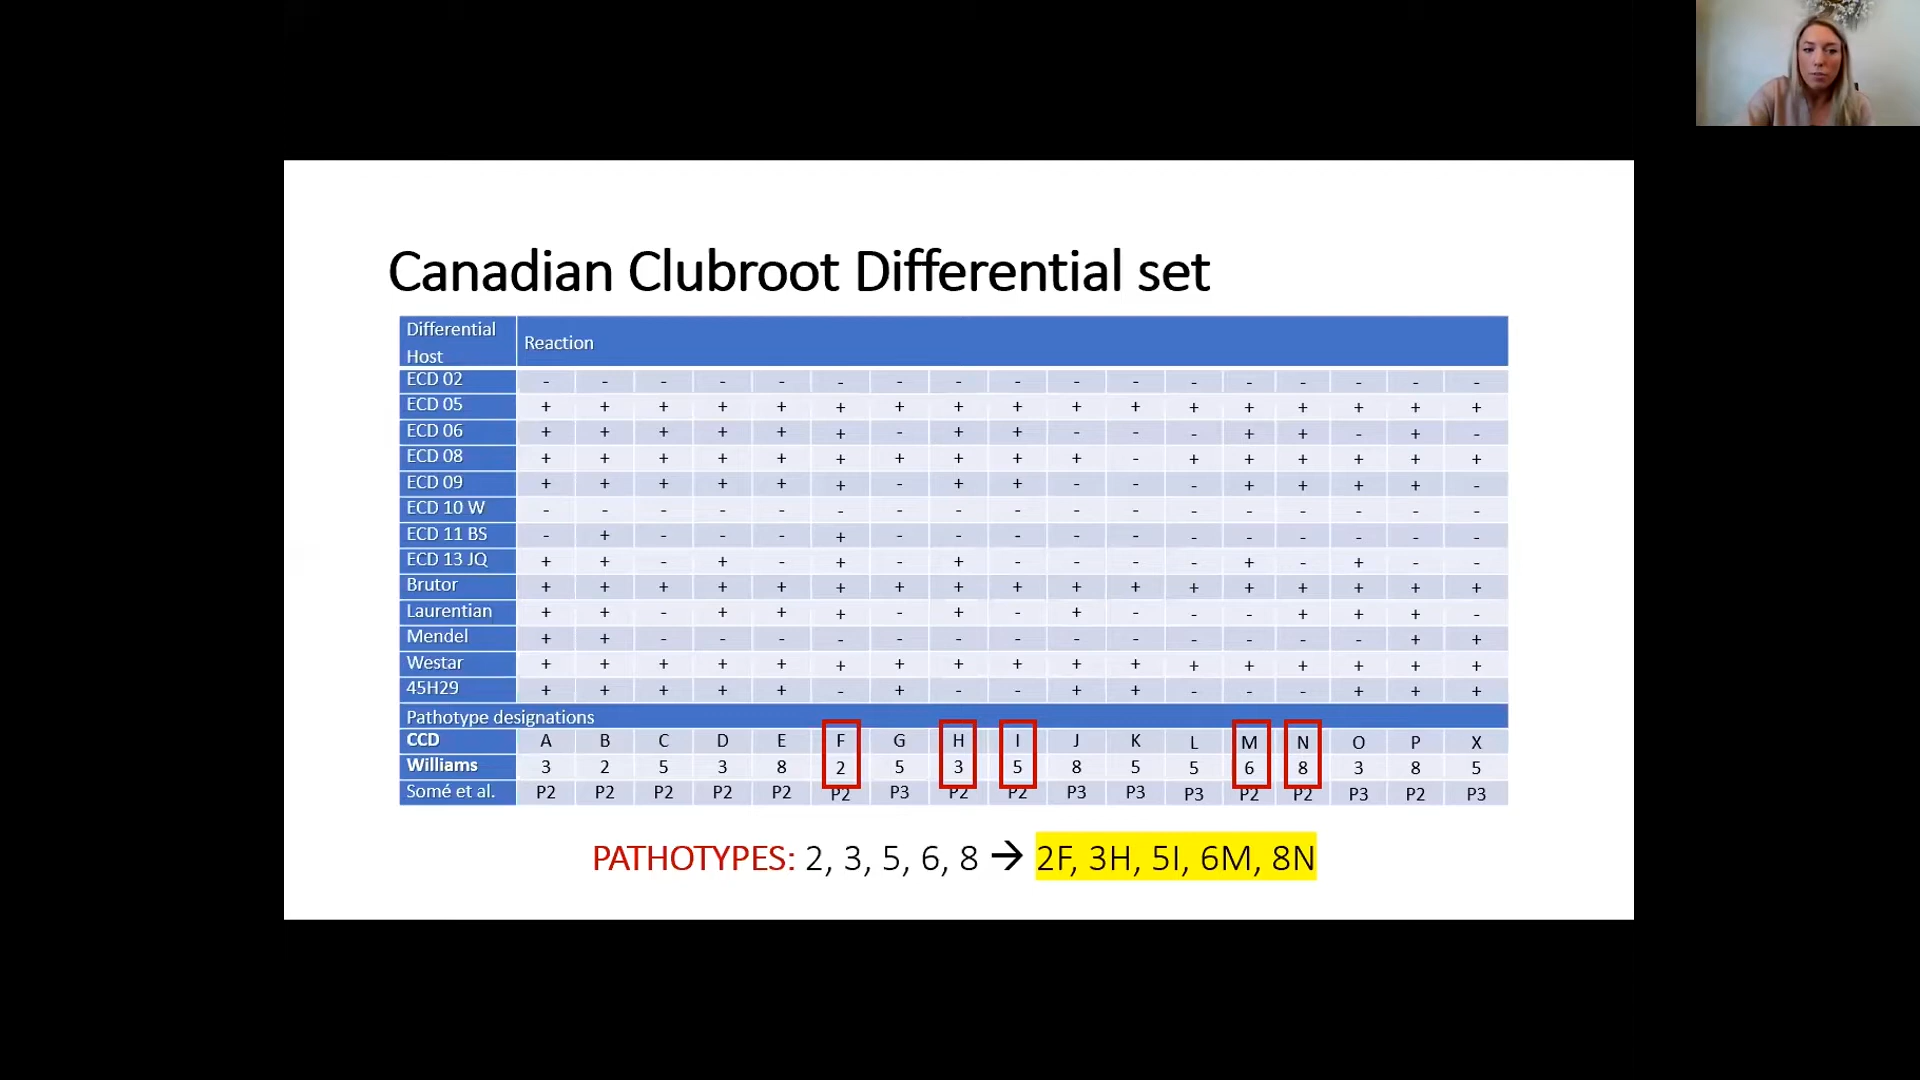 Canadian Clubroot Differential set
Differential Host Reaction
ECD 02 - - - - - - - - - - - - - - - - -
ECD 05 + + + + + + + + + + + + + + + + +
ECD 06 + + + + + + - + + - - - + + - + -
ECD 08 + + + + + + + + + + - + + + + + +
ECD 09 + + + + + + - + + - - - + + + + -
ECD 10 W - - - - - - - - - - - - - - - - -
ECD 11 BS - + - - - + - - - - - - - - - - -
ECD 13 JQ + + - + - + - + - - - - + - + - -
Brutor + + + + + + + + + + + + + + + + +
Laurentian + + - + + + - + - + - - - + + + -
Mendel + + - - - - - - - - - - - - - + +
Westar + + + + + + + + + + + + + + + + +
45H29 + + + + + - + - - + + - - - + + +
Pathotype designations
CCD A B C D E F G H I J K L M N O P X
Williams 3 2 5 3 8 2 5 3 5 8 5 5 6 8 3 8 5
Somé et al. P2 P2 P2 P2 P2 P2 P3 P2 P2 P3 P3 P3 P2 P2 P3 P2 P3
PATHOTYPES: 2, 3, 5, 6, 8 → 2F, 3H, 5I, 6M, 8N